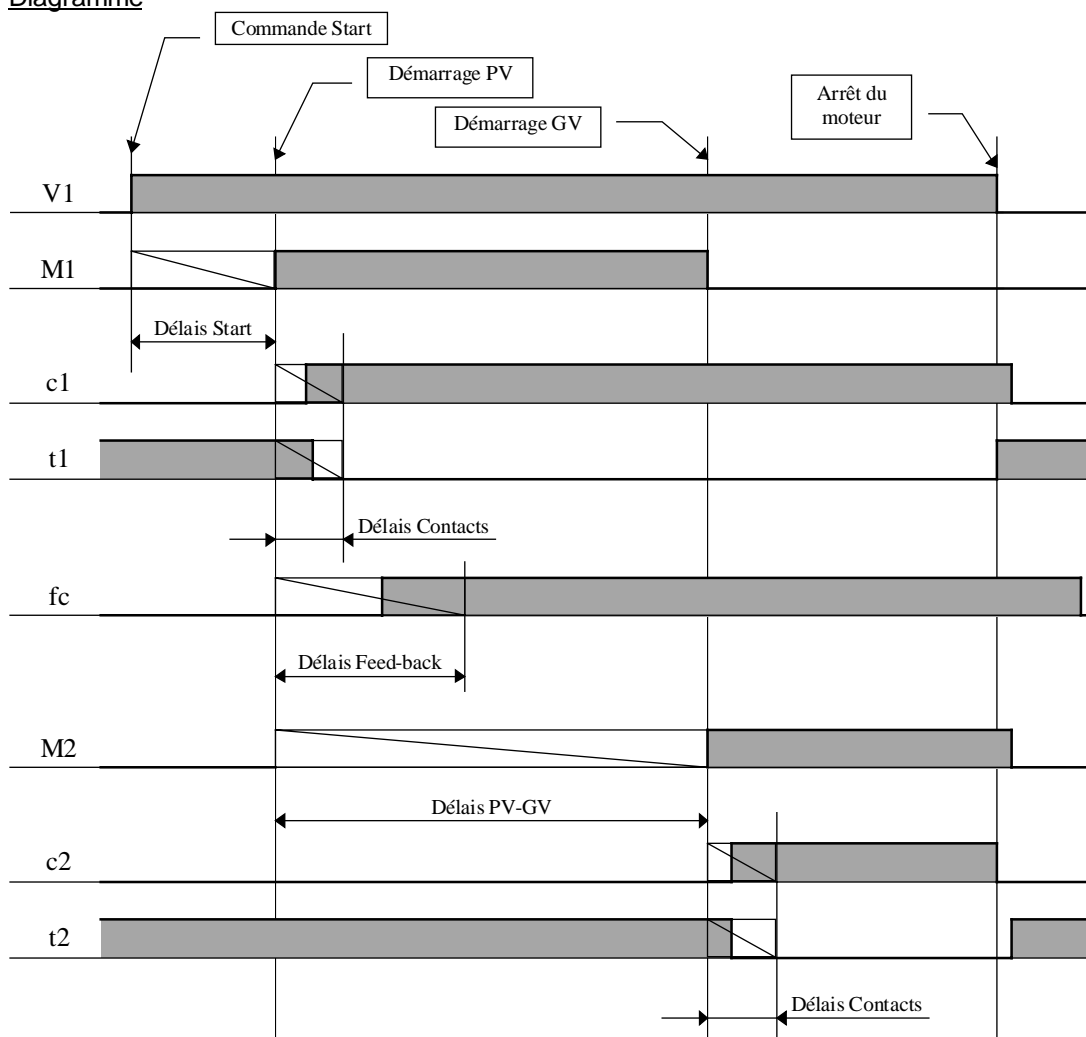 Diagramme
Commande Start
Démarrage PV
Démarrage GV
Arrêt du
moteur
V1
M1
Délais Start
c1
t1
Délais Contacts
fc
Délais Feed-back
M2
Délais PV-GV
c2
t2
Délais Contacts